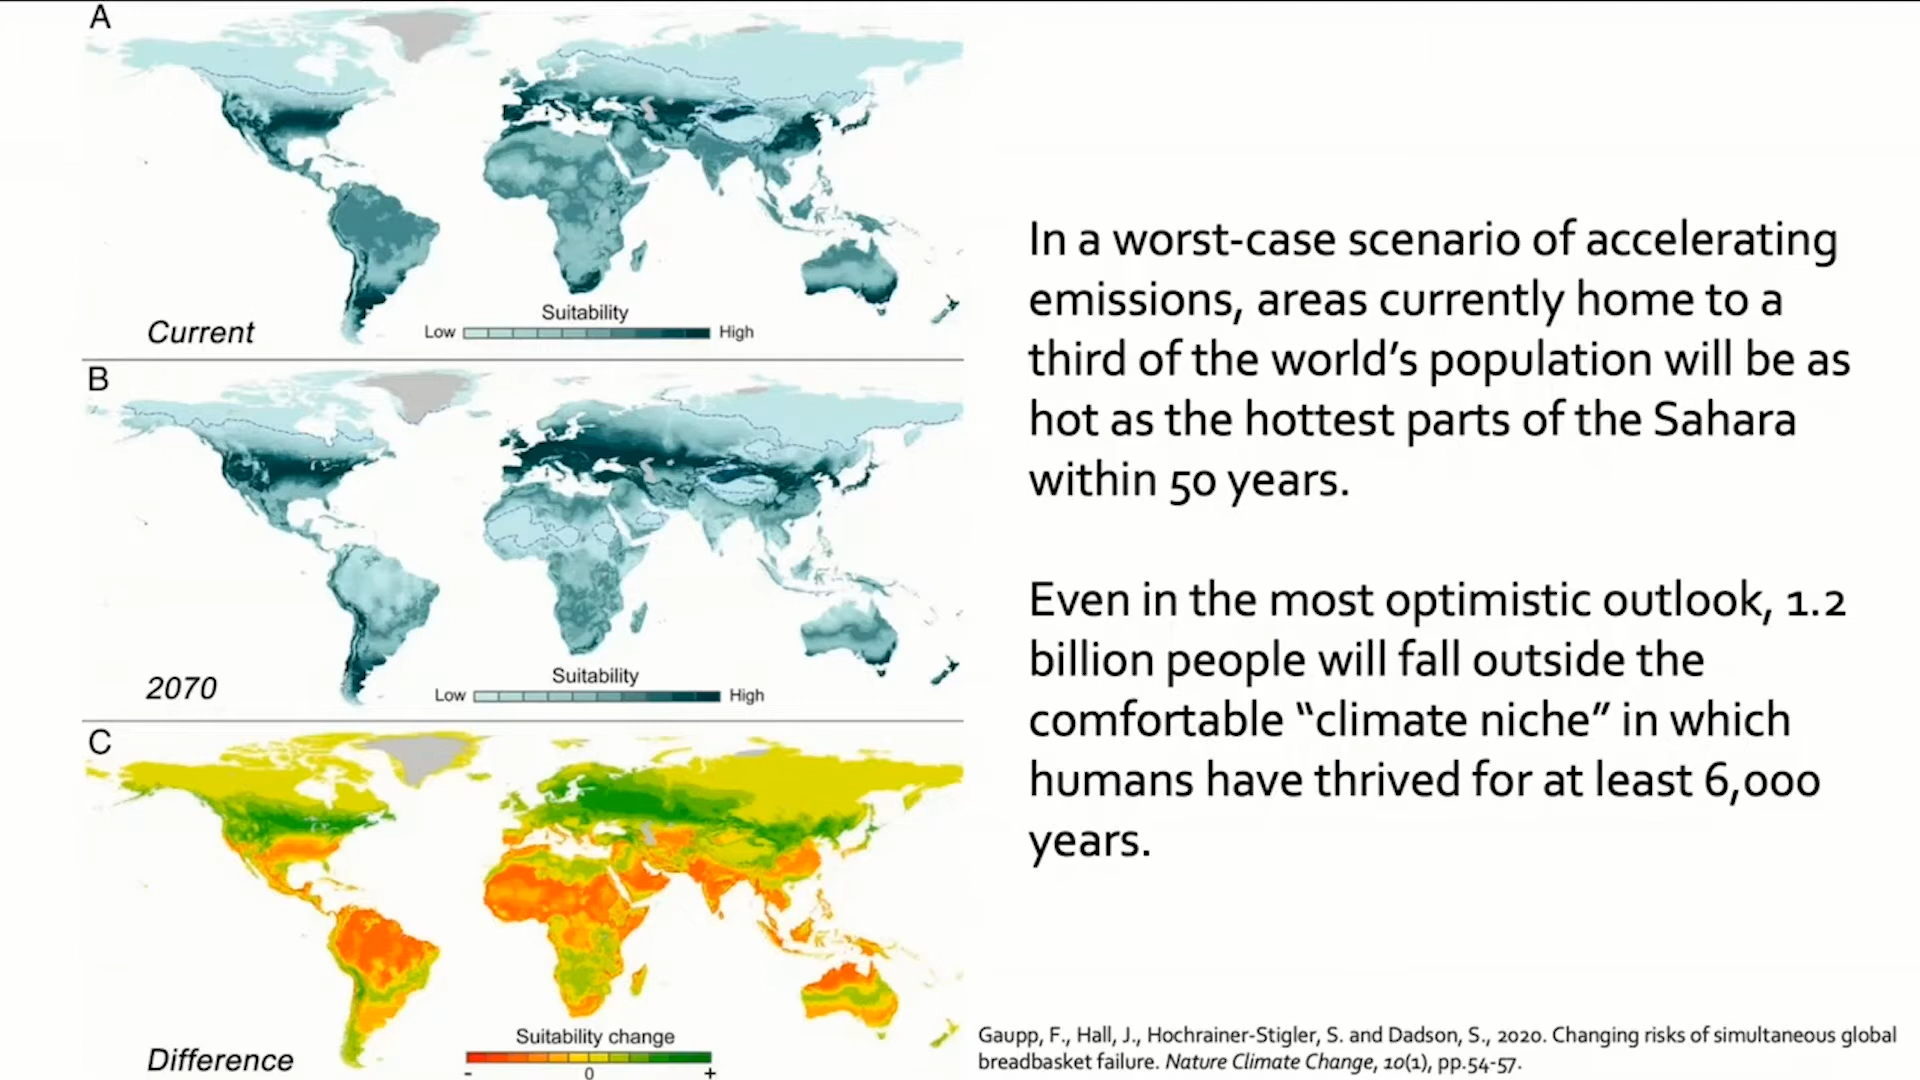 A
Suitability
Low High
Current
B
Suitability
Low High
2070
C
Suitability change
- 0 +
Difference
In a worst-case scenario of accelerating
emissions, areas currently home to a
third of the world’s population will be as
hot as the hottest parts of the Sahara
within 50 years.
Even in the most optimistic outlook, 1.2
billion people will fall outside the
comfortable “climate niche” in which
humans have thrived for at least 6,000
years.
Gaupp, F., Hall, J., Hochrainer-Stigler, S. and Dadson, S., 2020. Changing risks of simultaneous global
breadbasket failure. Nature Climate Change, 10(1), pp.54-57.